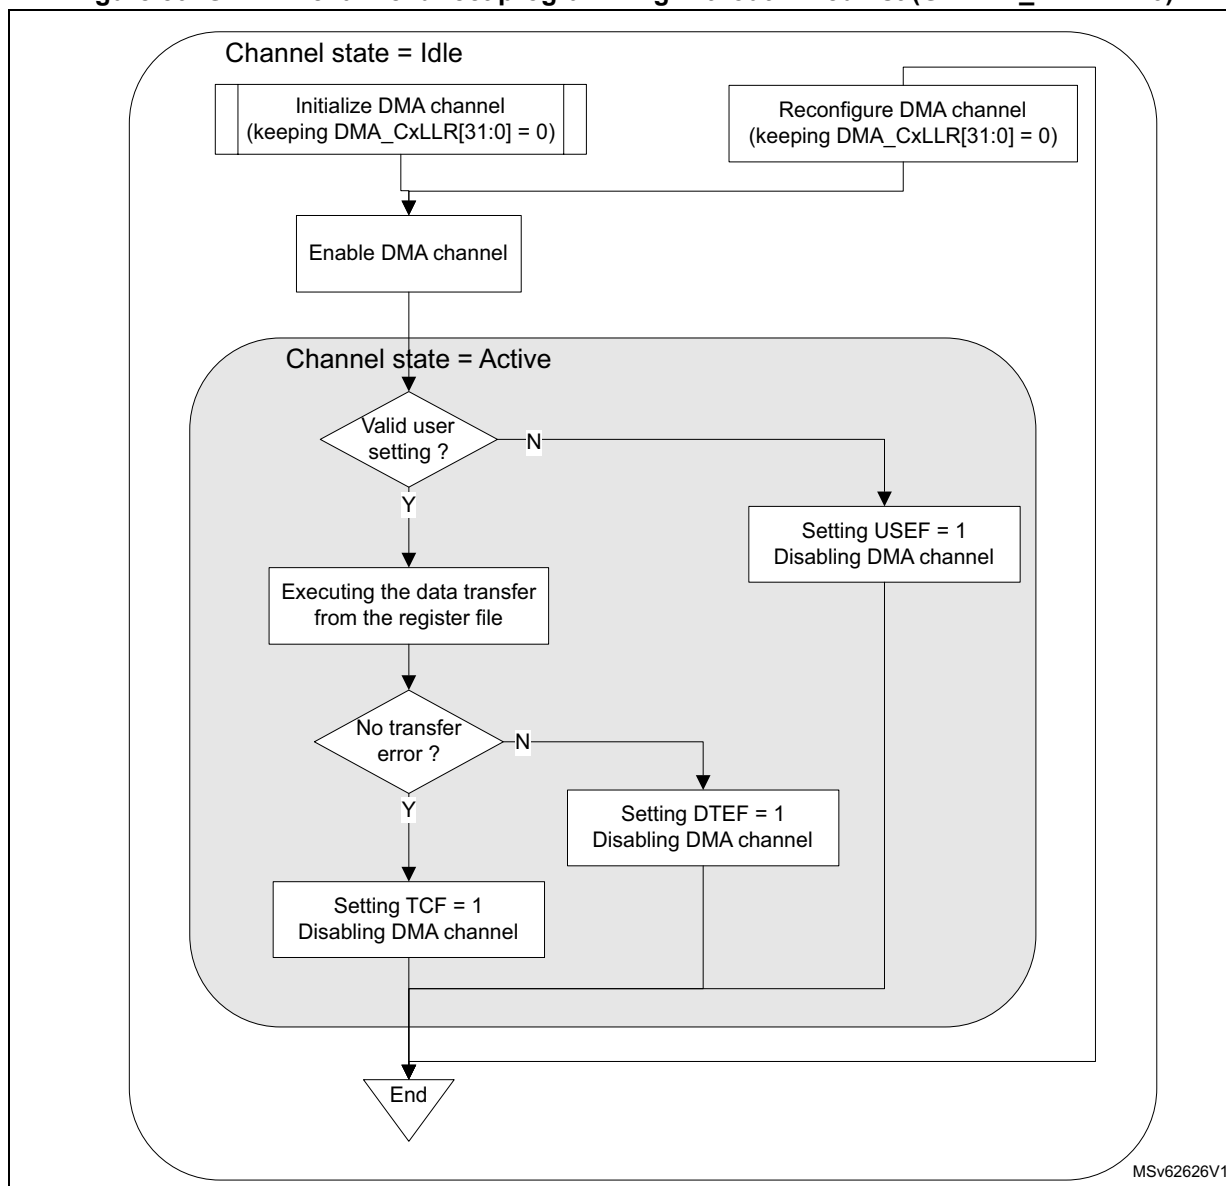 Channel state = Idle
Initialize DMA channel
(keeping DMA_CxLLR[31:0] = 0)
Reconfigure DMA channel
(keeping DMA_CxLLR[31:0] = 0)
Enable DMA channel
Channel state = Active
Valid user
setting ?
N
Y
Setting USEF = 1
Disabling DMA channel
Executing the data transfer
from the register file
No transfer
error ?
N
Y
Setting DTEF = 1
Disabling DMA channel
Setting TCF = 1
Disabling DMA channel
End
MSv62626V1